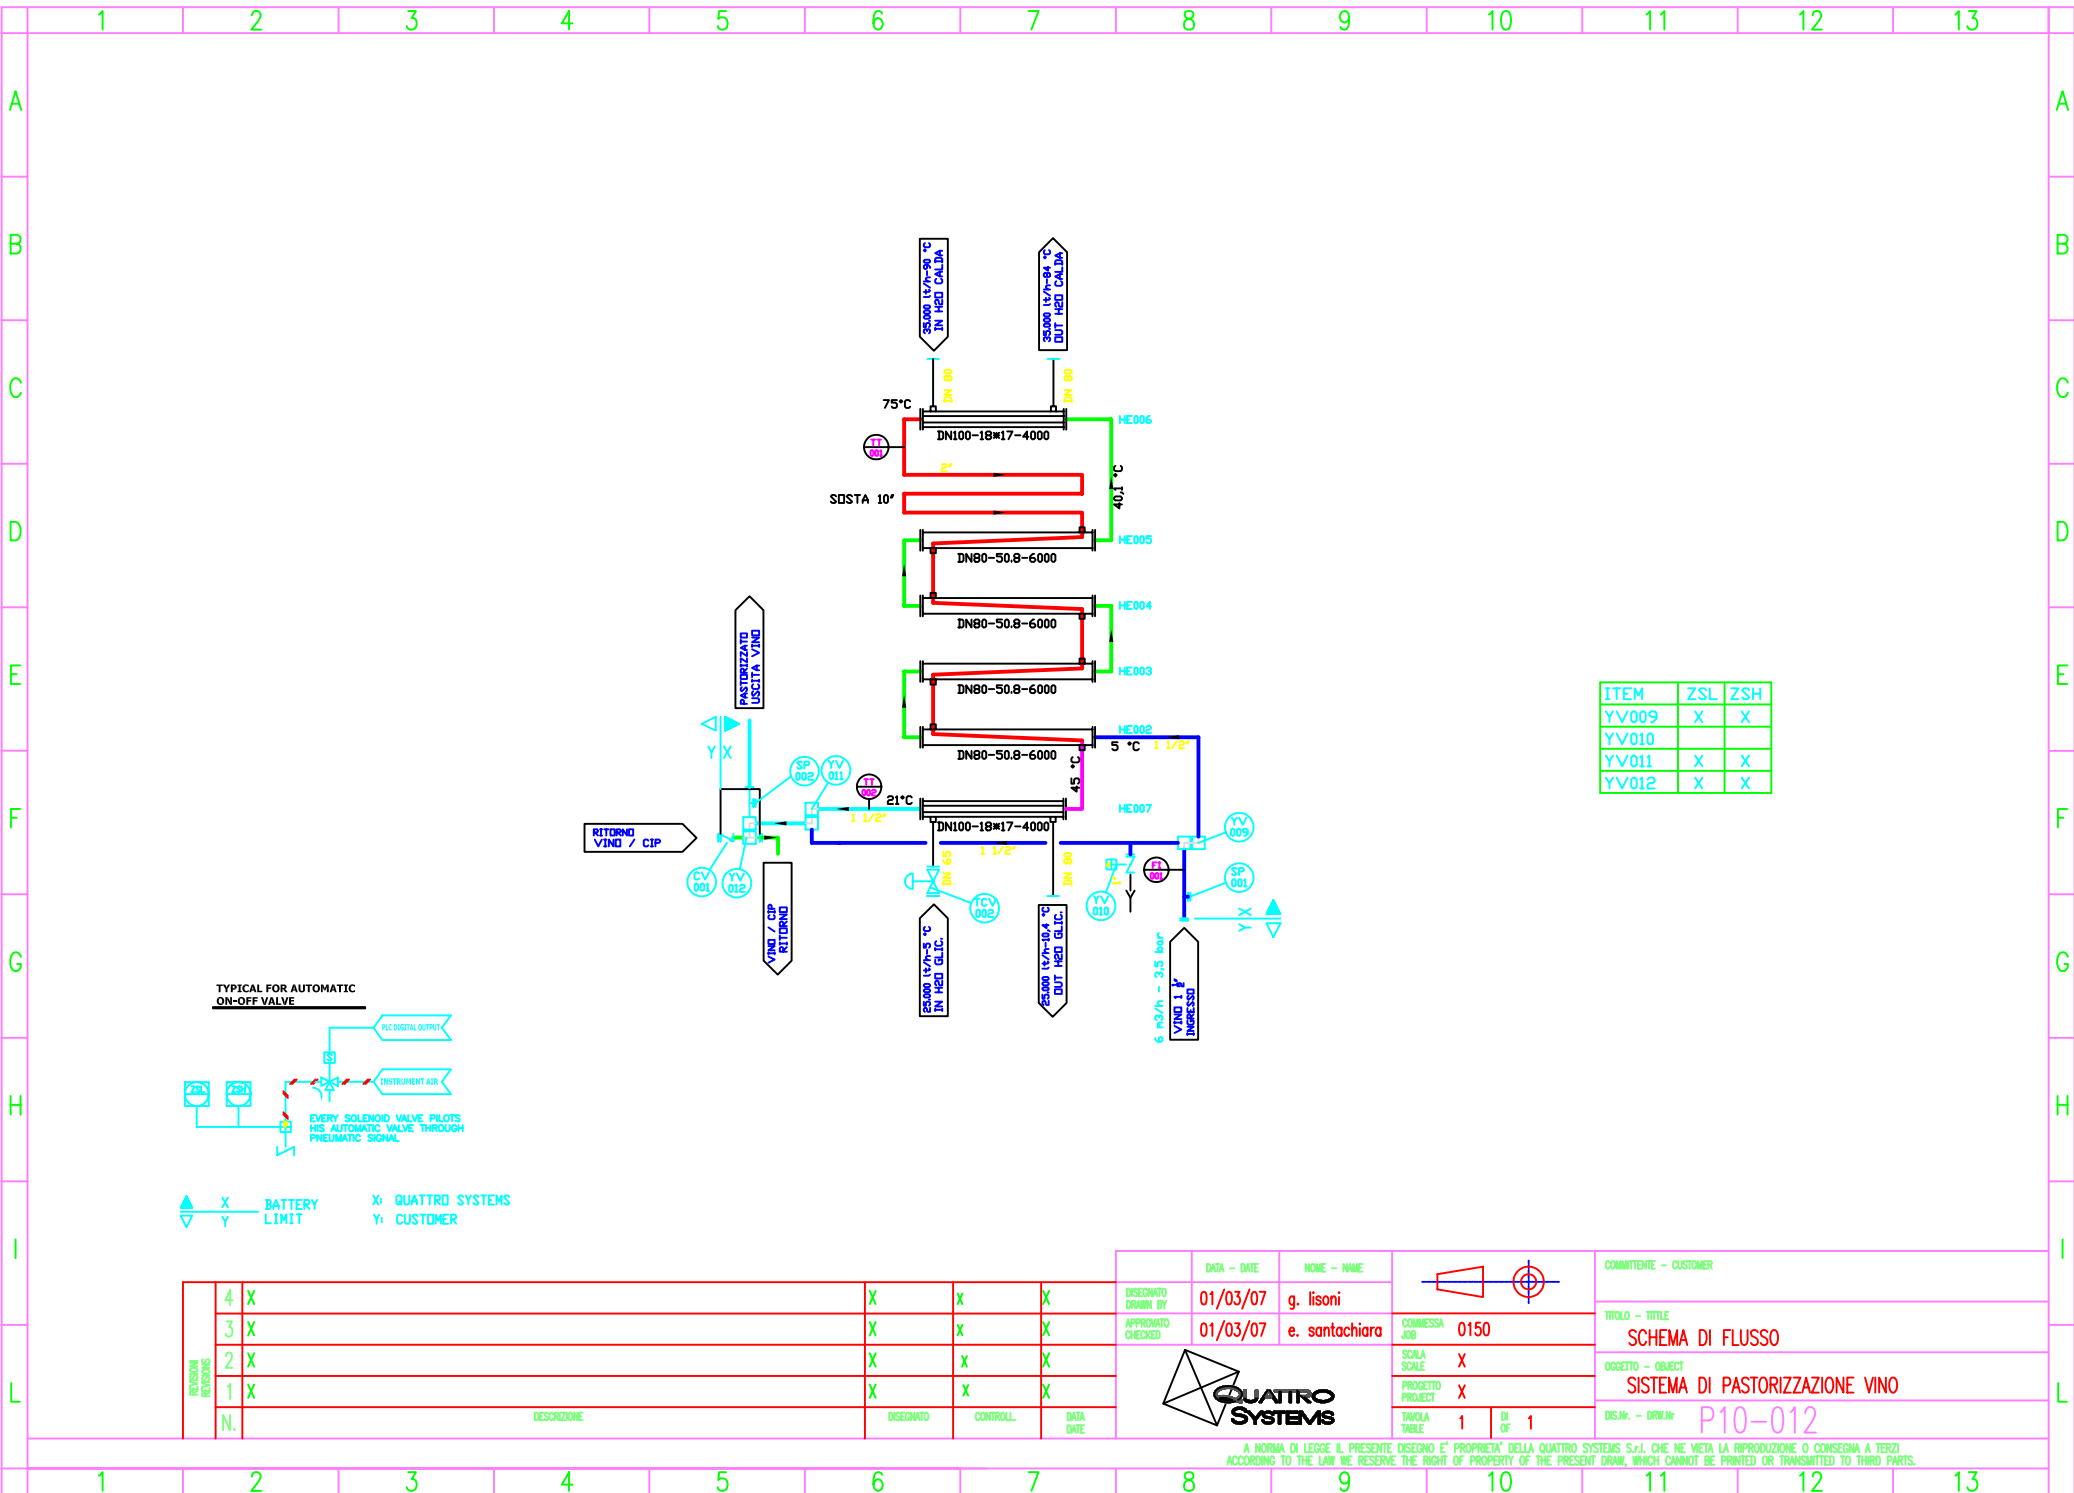 1 2 3 4 5 6 7 8 9 10 11 12 13
A
B
C
D
E
F
G
H
I
L
A
B
C
D
E
F
G
H
I
L
35.000 lt/h-90 °C
IN H2O CALDA
35.000 lt/h-84 °C
OUT H2O CALDA
DN 80
DN 80
75°C
HE006
DN100-18*17-4000
TT
001
2"
40,1 °C
SOSTA 10"
HE005
DN80-50.8-6000
HE004
DN80-50.8-6000
HE003
DN80-50.8-6000
HE002
5 °C
1 1/2"
DN80-50.8-6000
45 °C
PASTORIZZATO
USCITA VINO
Y X
SP
002
YV
011
TT
002
21°C
1 1/2"
HE007
DN100-18*17-4000
RITORNO
VINO / CIP
CV
001
YV
012
VINO / CIP
RITORNO
DN 65
1 1/2"
DN 80
TCV
002
1"
YV
010
FI
001
YV
009
SP
001
Y X
25.000 lt/h-5 °C
IN H2O GLIC.
25.000 lt/h-10,4 °C
OUT H2O GLIC.
6 m3/h - 3,5 bar
VINO 1 1/2"
INGRESSO
ITEM ZSL ZSH
YV009 X X
YV010
YV011 X X
YV012 X X
TYPICAL FOR AUTOMATIC
ON-OFF VALVE
PLC DIGITAL OUTPUT
S
INSTRUMENT AIR
ZSL
ZSH
EVERY SOLENOID VALVE PILOTS
HIS AUTOMATIC VALVE THROUGH
PNEUMATIC SIGNAL
X
Y
BATTERY
LIMIT
X: QUATTRO SYSTEMS
Y: CUSTOMER
REVISIONI
REVISIONS
4 X X X X
3 X X X X
2 X X X X
1 X X X X
N. DESCRIZIONE DISEGNATO CONTROLL. DATA
DATE
DATA - DATE NOME - NAME
DISEGNATO
DRAWN BY
01/03/07 g. lisoni
APPROVATO
CHECKED
01/03/07 e. santachiara
QUATTRO
SYSTEMS
COMMESSA
JOB
0150
SCALA
SCALE
X
PROGETTO
PROJECT
X
TAVOLA
TABLE
1
DI
OF
1
COMMITTENTE - CUSTOMER
TITOLO - TITTLE
SCHEMA DI FLUSSO
OGGETTO - OBJECT
SISTEMA DI PASTORIZZAZIONE VINO
DIS.Nr. - DRW.Nr P10-012
A NORMA DI LEGGE IL PRESENTE DISEGNO E' PROPRIETA' DELLA QUATTRO SYSTEMS S.r.l. CHE NE VIETA LA RIPRODUZIONE O CONSEGNA A TERZI
ACCORDING TO THE LAW WE RESERVE THE RIGHT OF PROPERTY OF THE PRESENT DRAW, WHICH CANNOT BE PRINTED OR TRANSMITTED TO THIRD PARTS.
1 2 3 4 5 6 7 8 9 10 11 12 13